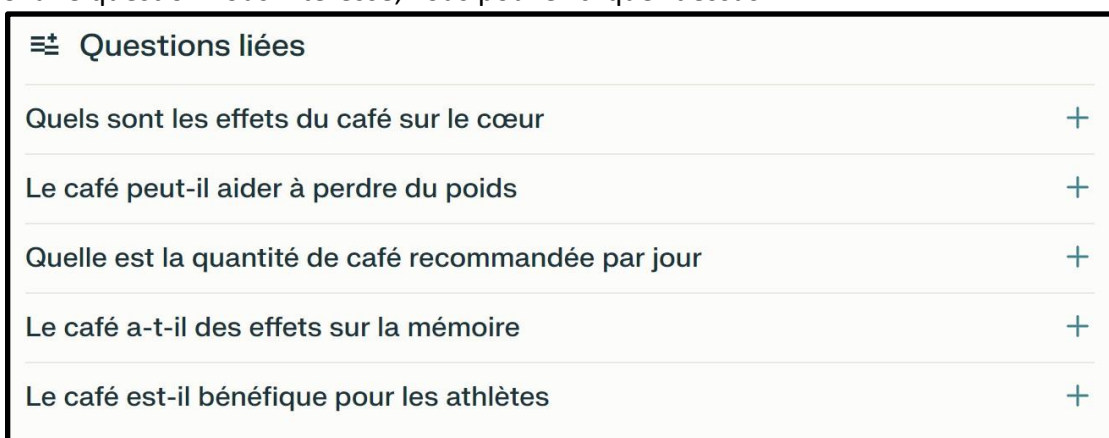 Questions liées
Quels sont les effets du café sur le cœur
Le café peut-il aider à perdre du poids
Quelle est la quantité de café recommandée par jour
Le café a-t-il des effets sur la mémoire
Le café est-il bénéfique pour les athlètes